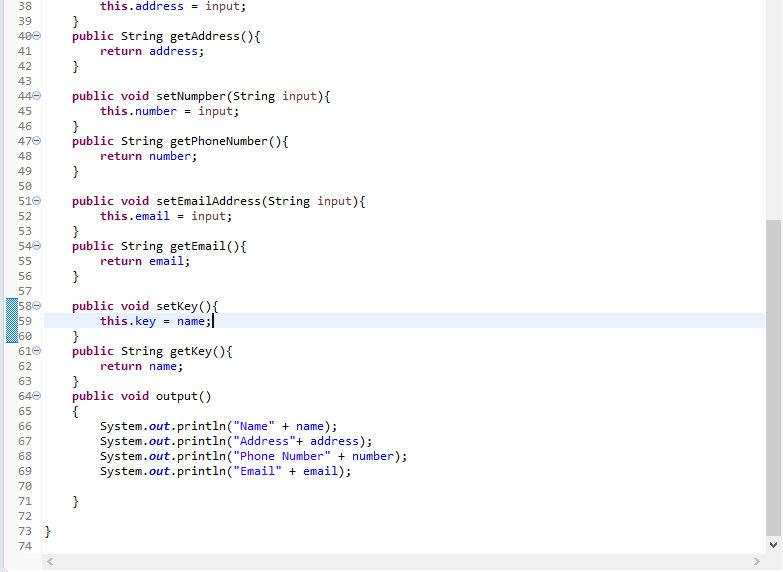 38 this.address = input;
39 }
40 public String getAddress(){
41 return address;
42 }
43
44 public void setNumpber(String input){
45 this.number = input;
46 }
47 public String getPhoneNumber(){
48 return number;
49 }
50
51 public void setEmailAddress(String input){
52 this.email = input;
53 }
54 public String getEmail(){
55 return email;
56 }
57
58 public void setKey(){
59 this.key = name;
60 }
61 public String getKey(){
62 return name;
63 }
64 public void output()
65 {
66 System.out.println("Name" + name);
67 System.out.println("Address"+ address);
68 System.out.println("Phone Number" + number);
69 System.out.println("Email" + email);
70
71 }
72
73 }
74